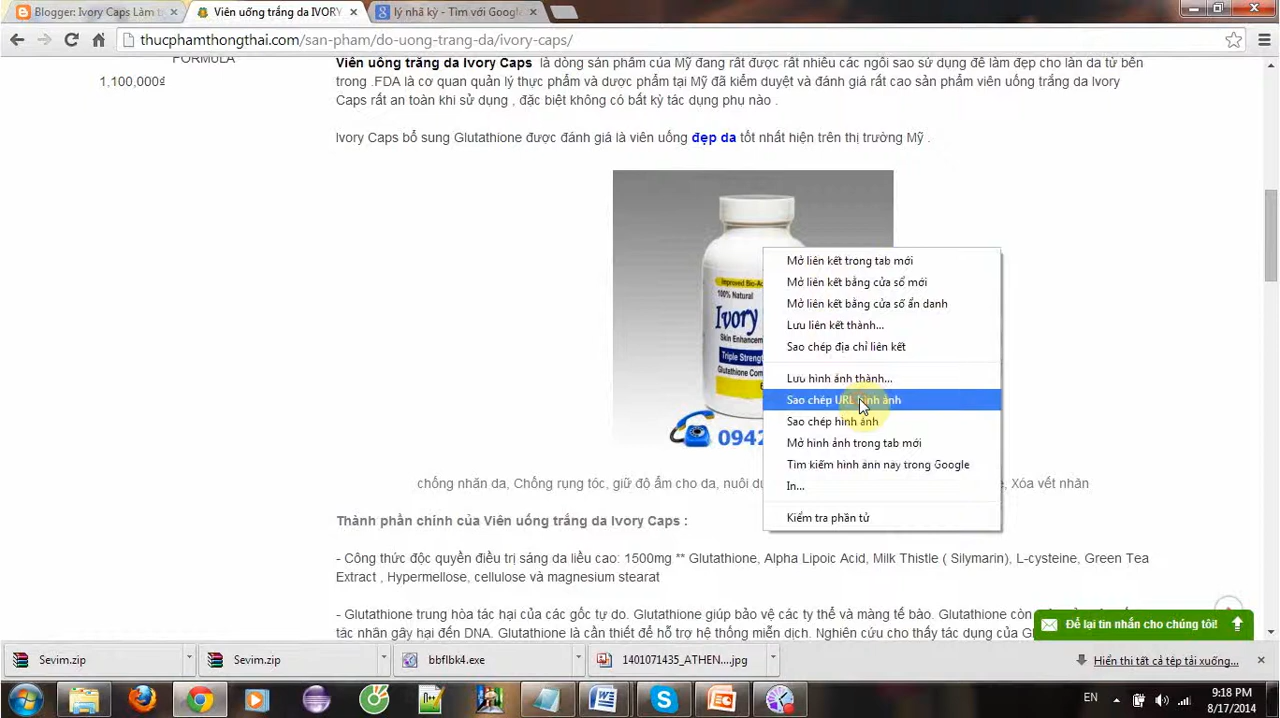 Blogger: Ivory Caps Làm t
Viên uống trắng da IVORY
lý nhã kỳ - Tìm với Google
thucphamthongthai.com/san-pham/do-uong-trang-da/ivory-caps/
FORMULA
1,100,000₫
Viên uống trắng da Ivory Caps là dòng sản phẩm của Mỹ đang rất được rất nhiều các ngôi sao sử dụng để làm đẹp cho làn da từ bên
trong .FDA là cơ quan quản lý thực phẩm và dược phẩm tại Mỹ đã kiểm duyệt và đánh giá rất cao sản phẩm viên uống trắng da Ivory
Caps rất an toàn khi sử dụng , đặc biệt không có bất kỳ tác dụng phu nào .
Ivory Caps bổ sung Glutathione được đánh giá là viên uống đẹp da tốt nhất hiện trên thị trường Mỹ .
Improved Bio-Ac
100% Natural
Ivory
Skin Enhancem
Triple Strengt
Glutathione Com
0942
Mở liên kết trong tab mới
Mở liên kết bằng cửa sổ mới
Mở liên kết bằng cửa sổ ẩn danh
Lưu liên kết thành...
Sao chép địa chỉ liên kết
Lưu hình ảnh thành...
Sao chép URL hình ảnh
Sao chép hình ảnh
Mở hình ảnh trong tab mới
Tìm kiếm hình ảnh này trong Google
In...
Kiểm tra phần tử
chống nhăn da, Chống rụng tóc, giữ độ ẩm cho da, nuôi d , Xóa vết nhăn
Thành phần chính của Viên uống trắng da Ivory Caps :
- Công thức độc quyền điều trị sáng da liều cao: 1500mg ** Glutathione, Alpha Lipoic Acid, Milk Thistle ( Silymarin), L-cysteine, Green Tea
Extract , Hypermellose, cellulose và magnesium stearat
- Glutathione trung hòa tác hại của các gốc tự do. Glutathione giúp bảo vệ các ty thể và màng tế bào. Glutathione còn
tác nhân gây hại đến DNA. Glutathione là cần thiết để hỗ trợ hệ thống miễn dịch. Nghiên cứu cho thấy tác dụng của G
Để lại tin nhắn cho chúng tôi!
Sevim.zip
Sevim.zip
bbflbk4.exe
1401071435_ATHEN....jpg
Hiển thị tất cả tệp tải xuống...
EN
9:18 PM
8/17/2014